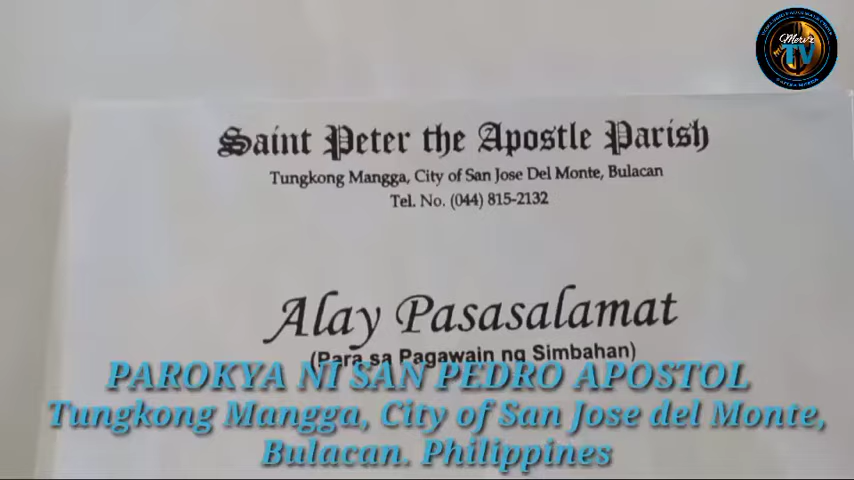 Merv's
TV
Saint Peter the Apostle Parish
Tungkong Mangga, City of San Jose Del Monte, Bulacan
Tel. No. (044) 815-2132
Alay Pasasalamat
(Para sa Pagawain ng Simbahan)
PAROKYA NI SAN PEDRO APOSTOL
Tungkong Mangga, City of San Jose del Monte,
Bulacan. Philippines